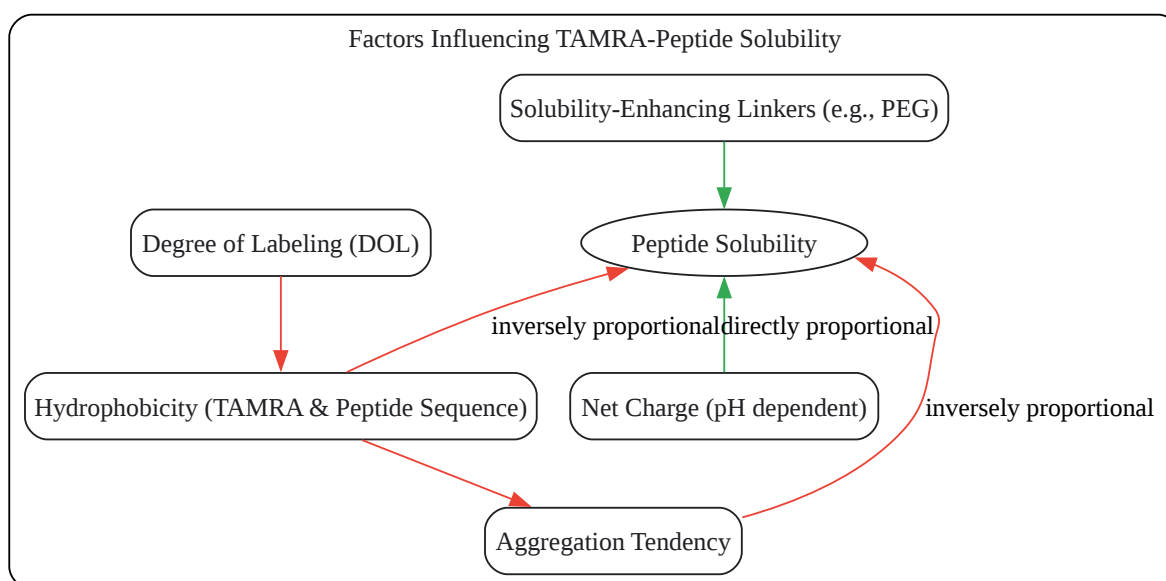 Factors Influencing TAMRA-Peptide Solubility
Solubility-Enhancing Linkers (e.g., PEG)
Degree of Labeling (DOL)
Peptide Solubility
inversely proportional
directly proportional
Hydrophobicity (TAMRA & Peptide Sequence)
Net Charge (pH dependent)
inversely proportional
Aggregation Tendency